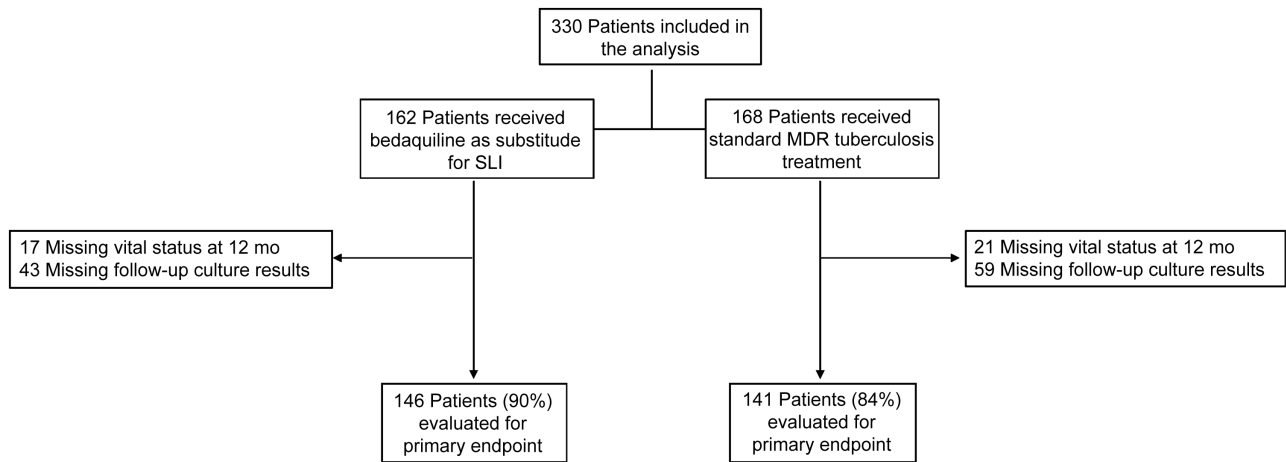 330 Patients included in
the analysis
162 Patients received
bedaquiline as substitude
for SLI
168 Patients received
standard MDR tuberculosis
treatment
17 Missing vital status at 12 mo
43 Missing follow-up culture results
21 Missing vital status at 12 mo
59 Missing follow-up culture results
146 Patients (90%)
evaluated for
primary endpoint
141 Patients (84%)
evaluated for
primary endpoint